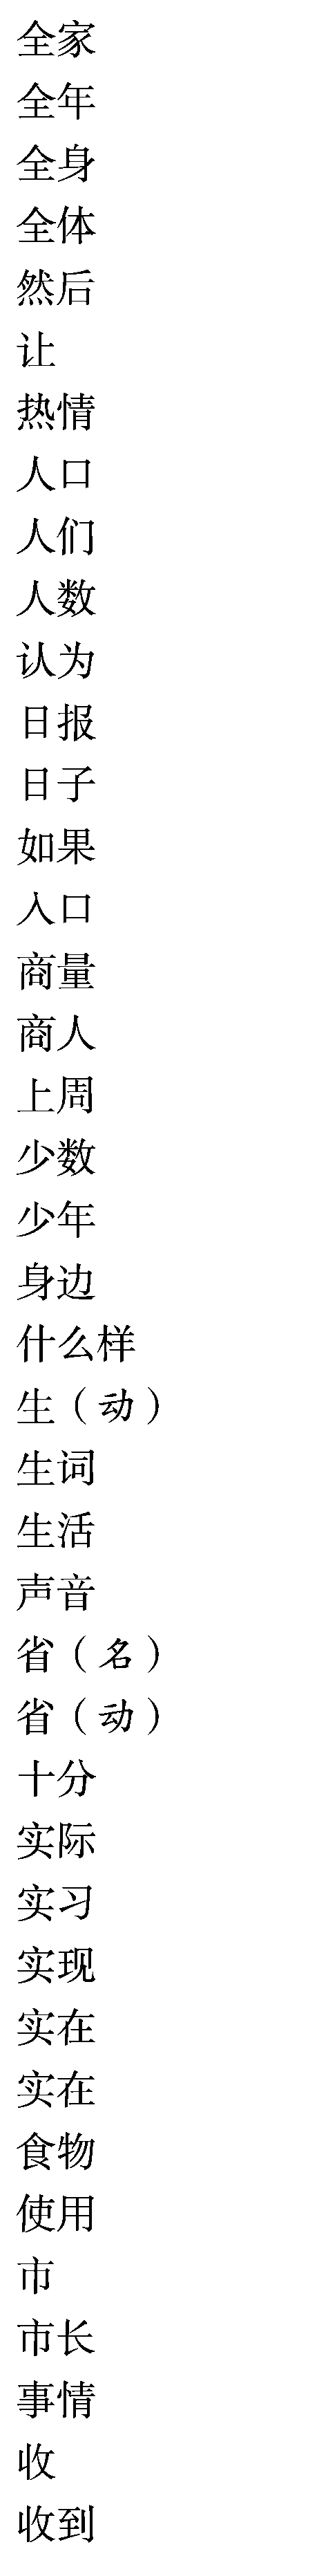 全家
全年
全身
全体
然后
让
热情
人口
人们
人数
认为
日报
日子
如果
入口
商量
商人
上周
少数
少年
身边
什么样
生（动）
生词
生活
声音
省（名）
省（动）
十分
实际
实习
实现
实在
实在
食物
使用
市
市长
事情
收
收到